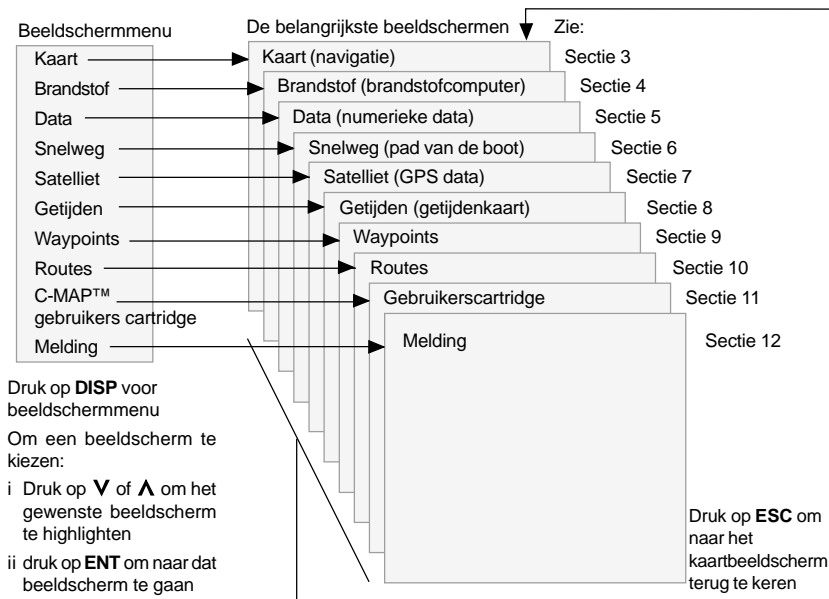 Beeldschermmenu
De belangrijkste beeldschermen
Zie:
Kaart
Kaart (navigatie)
Sectie 3
Brandstof
Brandstof (brandstofcomputer)
Sectie 4
Data
Data (numerieke data)
Sectie 5
Snelweg
Snelweg (pad van de boot)
Sectie 6
Satelliet
Satelliet (GPS data)
Sectie 7
Getijden
Getijden (getijdenkaart)
Sectie 8
Waypoints
Waypoints
Sectie 9
Routes
Routes
Sectie 10
C-MAP™
gebruikers cartridge
Gebruikerscartridge
Sectie 11
Melding
Melding
Sectie 12
Druk op DISP voor
beeldschermmenu
Om een beeldscherm te
kiezen:
i Druk op V of Λ om het
gewenste beeldscherm
te highlighten
ii druk op ENT om naar dat
beeldscherm te gaan
Druk op ESC om
naar het
kaartbeeldscherm
terug te keren